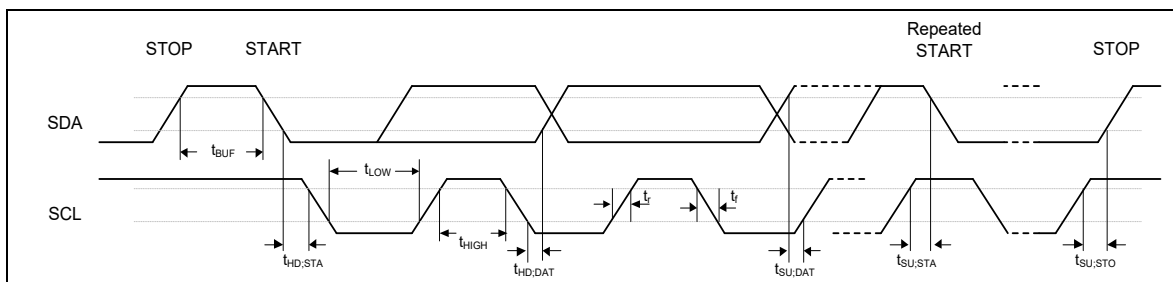 STOP
START
Repeated
START
STOP
SDA
tBUF
tLOW
SCL
tr
tf
tHIGH
tHD;STA
tHD;DAT
tSU;DAT
tSU;STA
tSU;STO